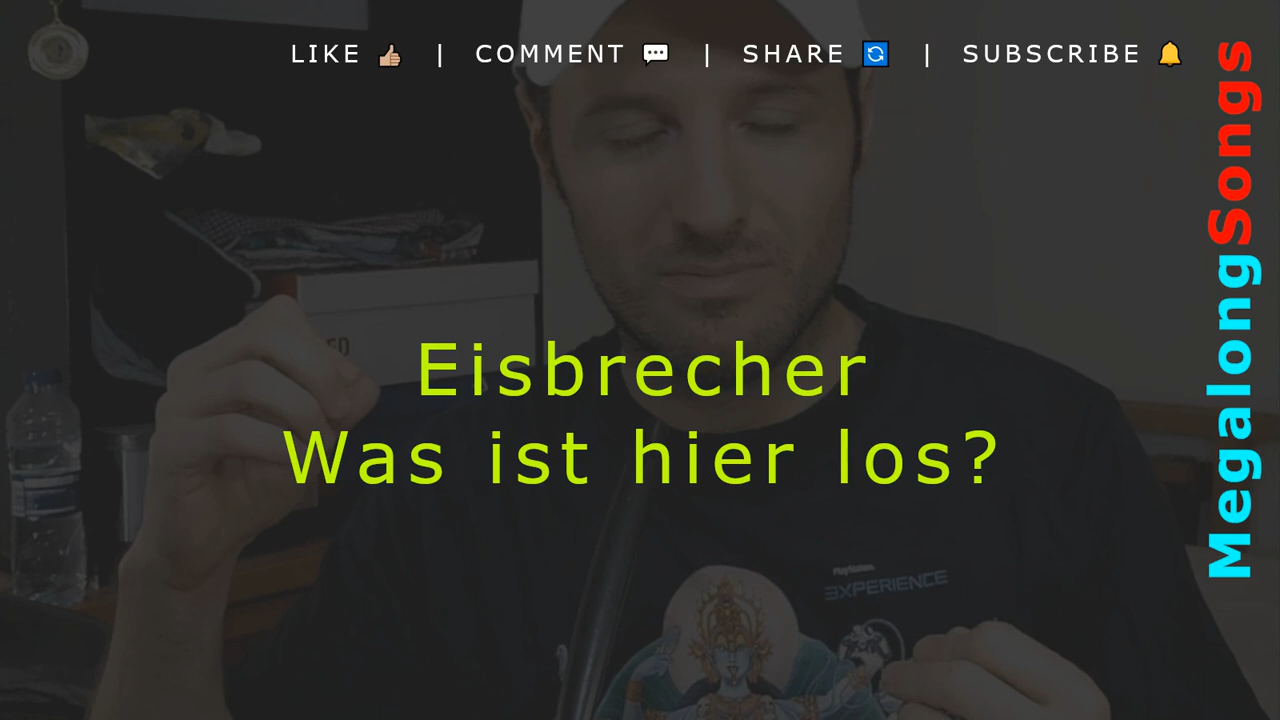 LIKE 👍🏼 | COMMENT 💬 | SHARE 🔄 | SUBSCRIBE 🔔
MegalongSongs
Eisbrecher
Was ist hier los?
PlayStation
EXPERIENCE